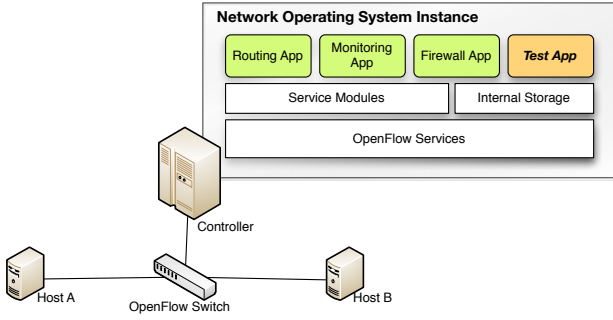 Network Operating System Instance
Routing App
Monitoring
App
Firewall App
Test App
Service Modules
Internal Storage
OpenFlow Services
Controller
Host A
OpenFlow Switch
Host B